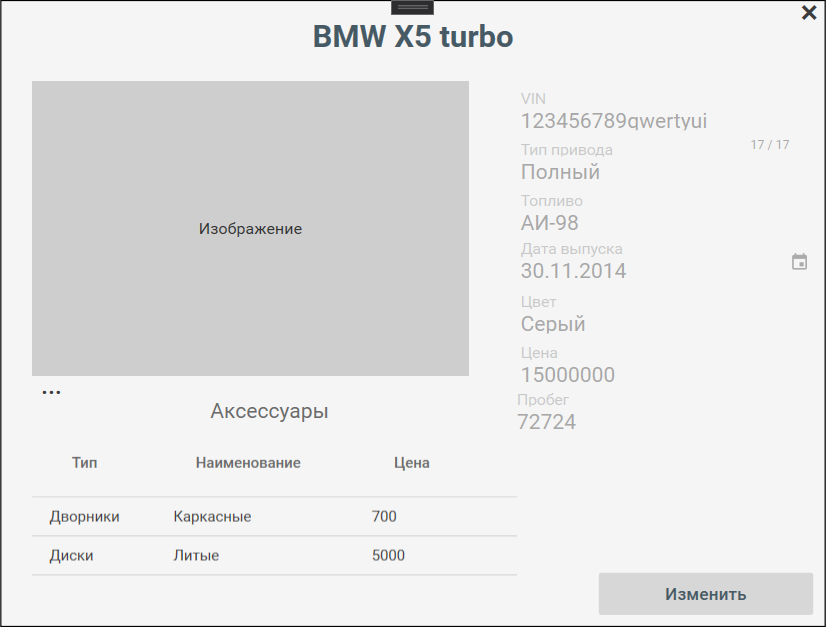 BMW X5 turbo
Изображение
...
VIN
123456789qwertyui
17 / 17
Тип привода
Полный
Топливо
АИ-98
Дата выпуска
30.11.2014
Цвет
Серый
Цена
15000000
Пробег
72724
Аксессуары
Тип Наименование Цена
Дворники Каркасные 700
Диски Литые 5000
Изменить